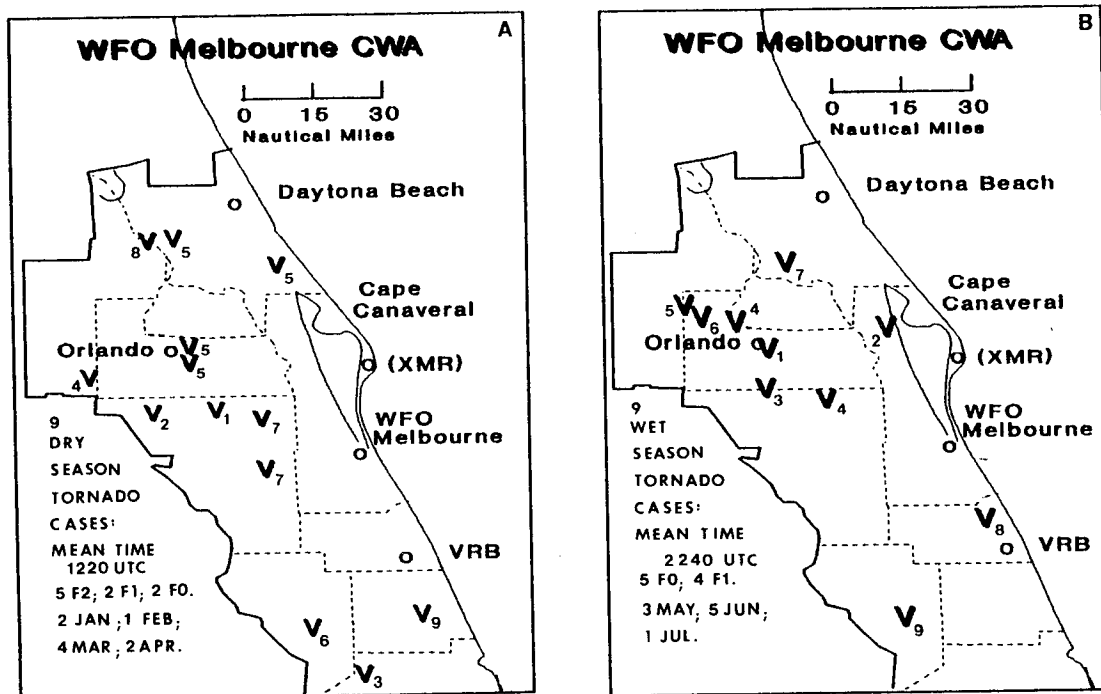 A
WFO Melbourne CWA
0 15 30
Nautical Miles
Daytona Beach
V8 V5
V5
Cape
Canaveral
Orlando V5
V5
(XMR)
V4
V2 V1 V7
WFO
Melbourne
V7
9
DRY
SEASON
TORNADO
CASES:
MEAN TIME
1220 UTC
5 F2; 2 F1; 2 F0.
2 JAN ; 1 FEB;
4 MAR ; 2 APR.
VRB
V9
V6
V3
B
WFO Melbourne CWA
0 15 30
Nautical Miles
Daytona Beach
V7
Cape
Canaveral
5V V6 V4
2V
Orlando V1
(XMR)
V3 V4
WFO
Melbourne
9
WET
SEASON
TORNADO
CASES:
MEAN TIME
2240 UTC
5 F0; 4 F1.
3 MAY, 5 JUN;
1 JUL.
V8
VRB
V9